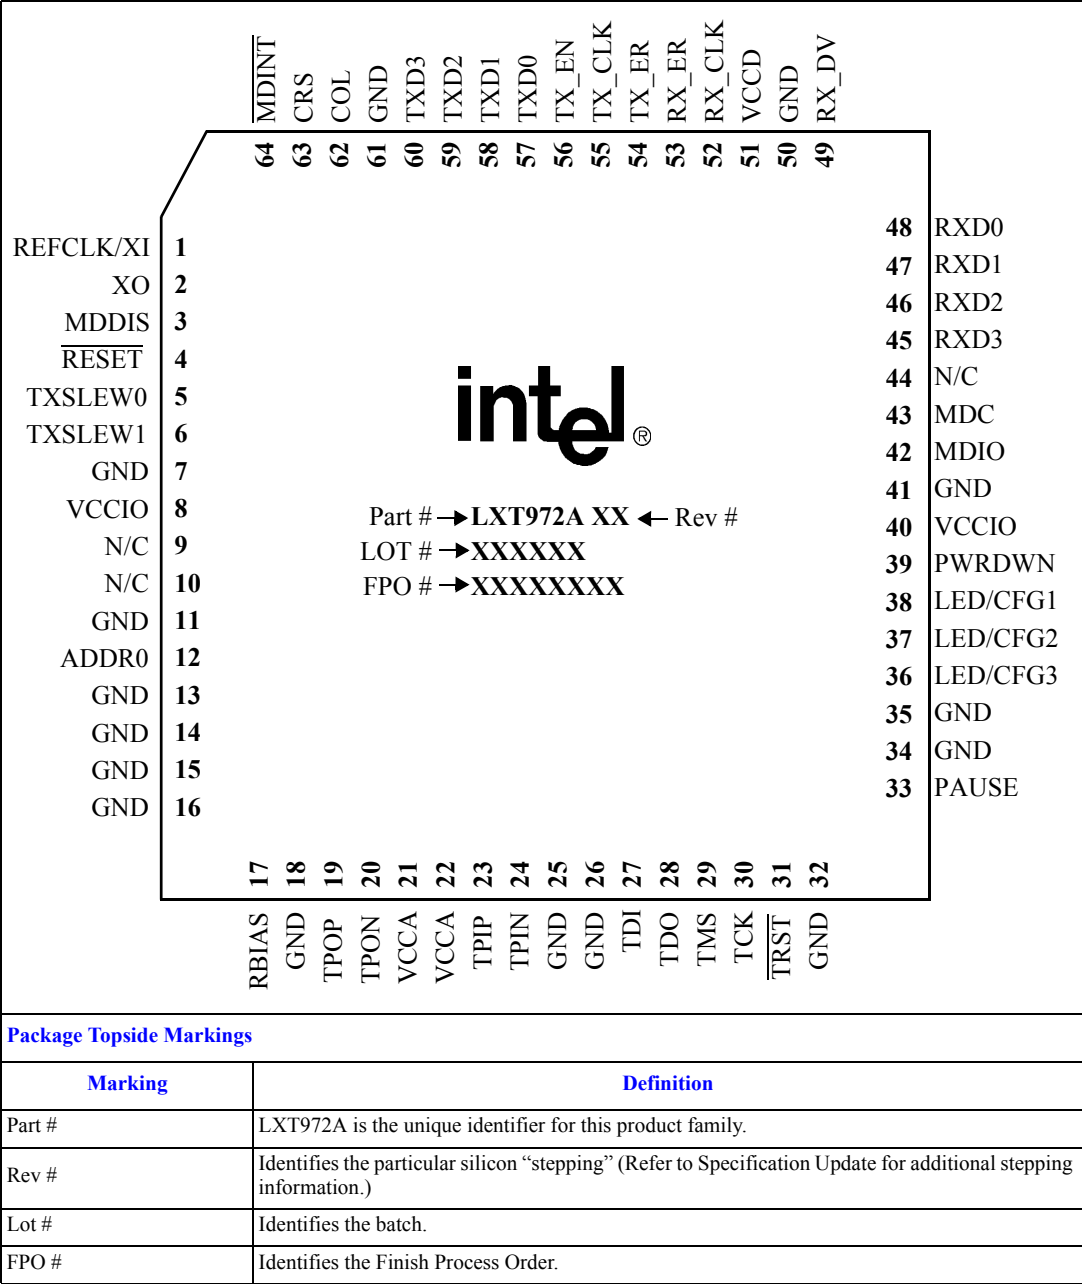 MDINT CRS COL GND TXD3 TXD2 TXD1 TXD0 TX_EN TX_CLK TX_ER RX_ER RX_CLK VCCD GND RX_DV
64 63 62 61 60 59 58 57 56 55 54 53 52 51 50 49
REFCLK/XI 1
XO 2
MDDIS 3
RESET 4
TXSLEW0 5
TXSLEW1 6
GND 7
VCCIO 8
N/C 9
N/C 10
GND 11
ADDR0 12
GND 13
GND 14
GND 15
GND 16
48 RXD0
47 RXD1
46 RXD2
45 RXD3
44 N/C
43 MDC
42 MDIO
41 GND
40 VCCIO
39 PWRDWN
38 LED/CFG1
37 LED/CFG2
36 LED/CFG3
35 GND
34 GND
33 PAUSE
intel ®
Part # LXT972A XX Rev #
LOT # XXXXXX
FPO # XXXXXXXX
17 18 19 20 21 22 23 24 25 26 27 28 29 30 31 32
RBIAS GND TPOP TPON VCCA VCCA TPIP TPIN GND GND TDI TDO TMS TCK TRST GND
Package Topside Markings
Marking Definition
Part # LXT972A is the unique identifier for this product family.
Rev # Identifies the particular silicon “stepping” (Refer to Specification Update for additional stepping
information.)
Lot # Identifies the batch.
FPO # Identifies the Finish Process Order.